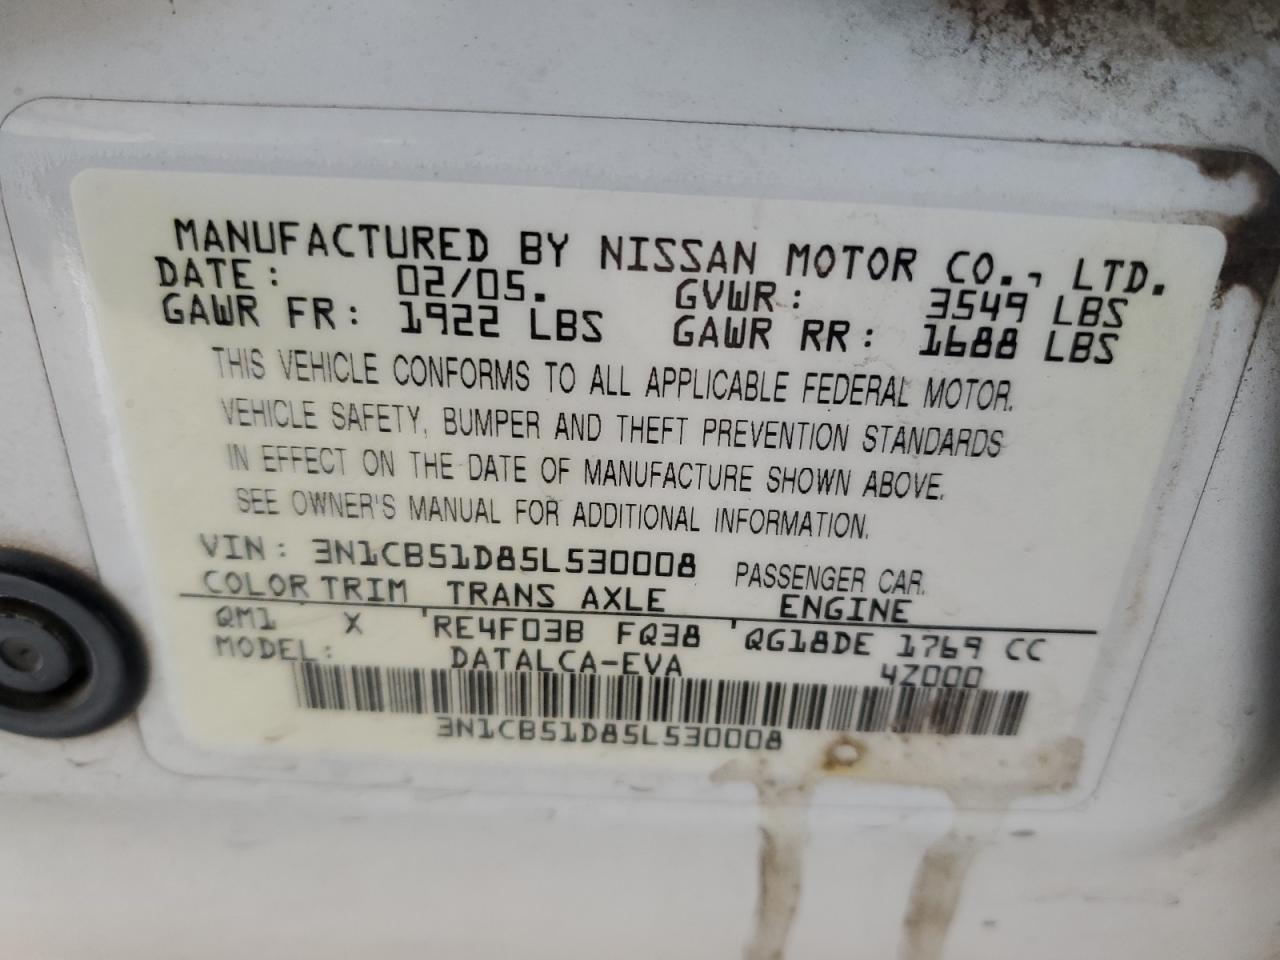 MANUFACTURED BY NISSAN MOTOR CO., LTD.
DATE: 02/05. GVWR: 3549 LBS
GAWR FR: 1922 LBS GAWR RR: 1688 LBS
THIS VEHICLE CONFORMS TO ALL APPLICABLE FEDERAL MOTOR.
VEHICLE SAFETY, BUMPER AND THEFT PREVENTION STANDARDS
IN EFFECT ON THE DATE OF MANUFACTURE SHOWN ABOVE.
SEE OWNER'S MANUAL FOR ADDITIONAL INFORMATION.
VIN: 3N1CB51D85L530008 PASSENGER CAR.
COLOR TRIM TRANS AXLE ENGINE
QM1 X 'RE4F03B FQ38 'QG18DE 1769 CC
MODEL: DATALCA-EVA 4Z000
3N1CB51D85L530008